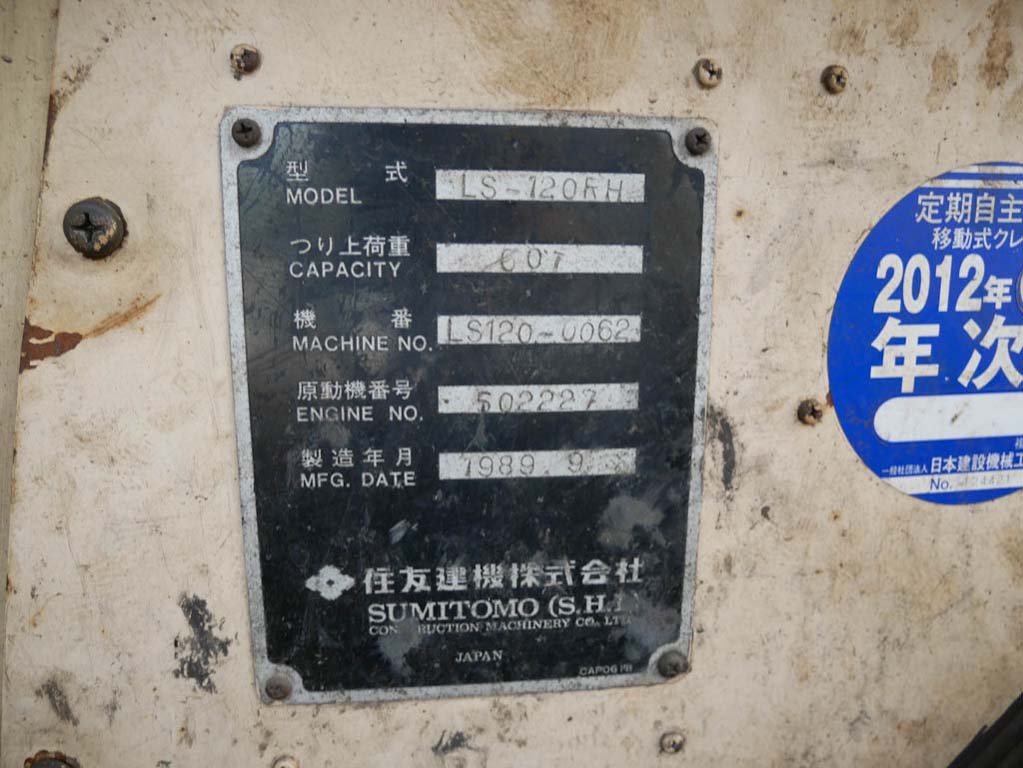 型 式
MODEL
LS-120RH
つり上荷重
CAPACITY
機 番
MACHINE NO.
LS120-0062
原動機番号
ENGINE NO.
502227
製造年月
MFG. DATE
1989. 9.
住友建機株式会社
SUMITOMO (S.H.I.)
CONSTRUCTION MACHINERY CO., LTD.
JAPAN
定期自主
移動式クレ
2012年
年次
一般社団法人 日本建設機械工
No.